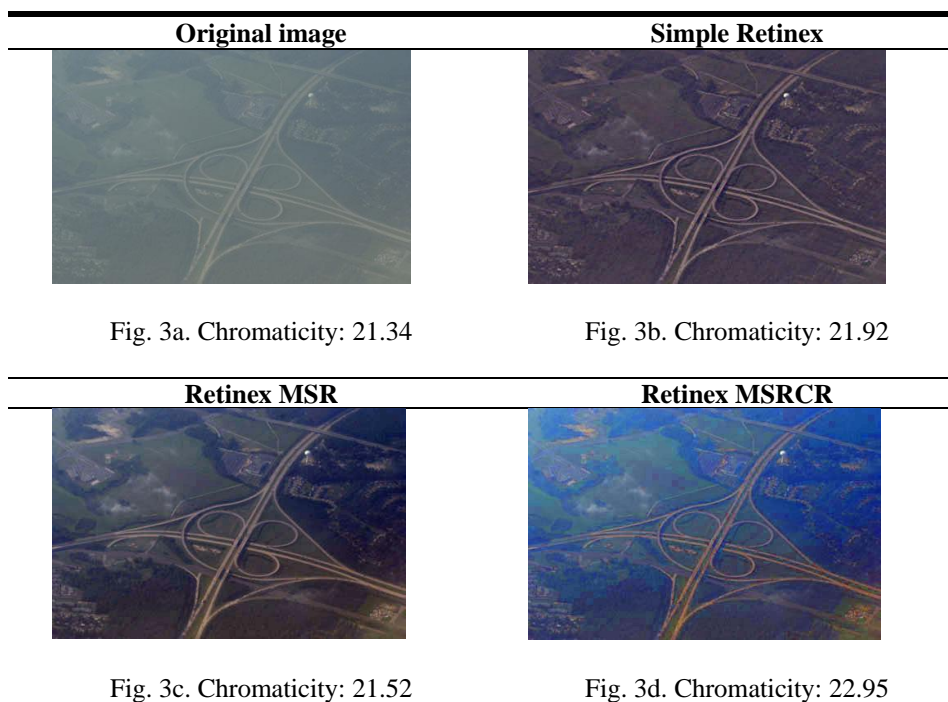 Original image
Simple Retinex
Fig. 3a. Chromaticity: 21.34
Fig. 3b. Chromaticity: 21.92
Retinex MSR
Retinex MSRCR
Fig. 3c. Chromaticity: 21.52
Fig. 3d. Chromaticity: 22.95